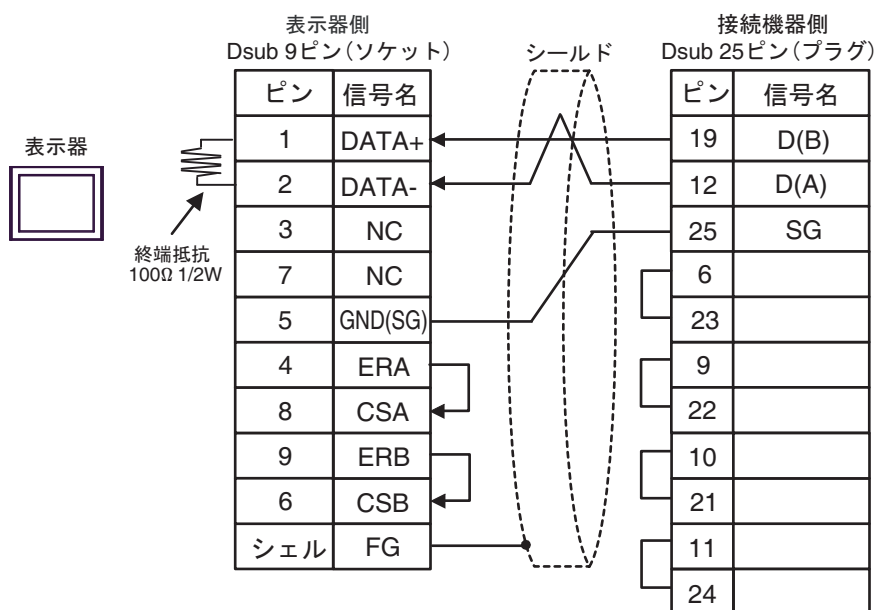 表示器側
Dsub 9ピン(ソケット)
シールド
接続機器側
Dsub 25ピン(プラグ)
表示器
終端抵抗
100Ω 1/2W
ピン 信号名
1 DATA+
2 DATA-
3 NC
7 NC
5 GND(SG)
4 ERA
8 CSA
9 ERB
6 CSB
シェル FG
ピン 信号名
19 D(B)
12 D(A)
25 SG
6
23
9
22
10
21
11
24